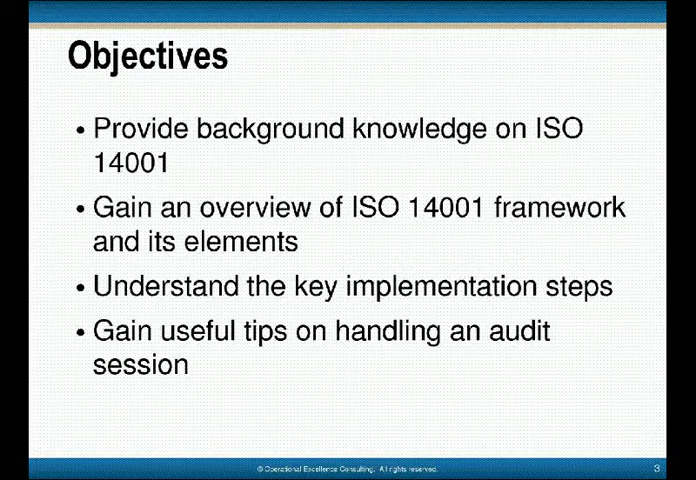 Objectives
• Provide background knowledge on ISO
14001
• Gain an overview of ISO 14001 framework
and its elements
• Understand the key implementation steps
• Gain useful tips on handling an audit
session
© Operational Excellence Consulting. All rights reserved.
3